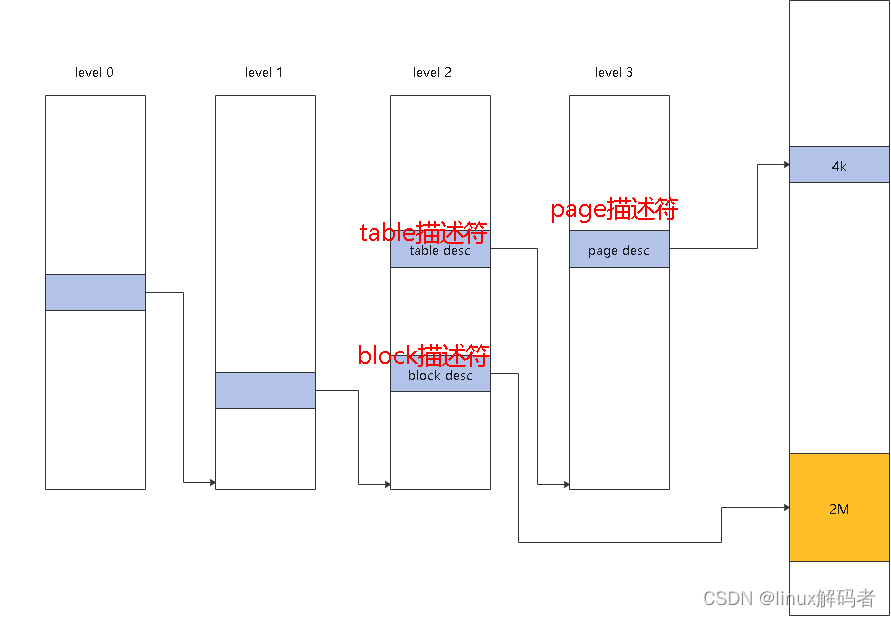 level 0
level 1
level 2
level 3
4k
page描述符
table描述符
table desc
page desc
block描述符
block desc
2M
CSDN @linux解码者